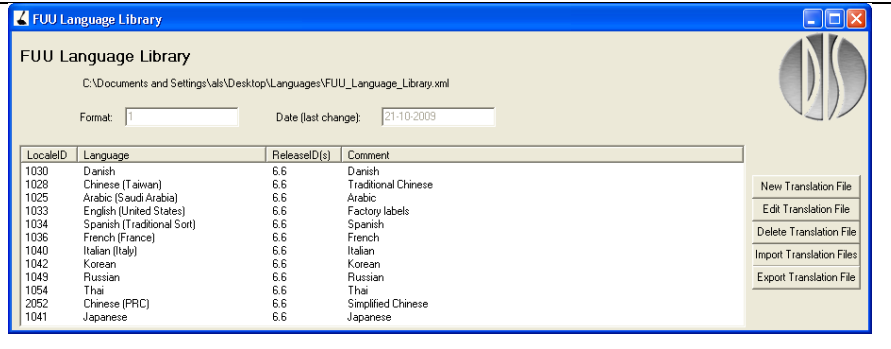 FUU Language Library
FUU Language Library
C:\Documents and Settings\als\Desktop\Languages\FUU_Language_Library.xml
Format: 1 Date (last change): 21-10-2009
LocaleID Language ReleaseID(s) Comment
1030 Danish 6.6 Danish
1028 Chinese (Taiwan) 6.6 Traditional Chinese
1025 Arabic (Saudi Arabia) 6.6 Arabic
1033 English (United States) 6.6 Factory labels
1034 Spanish (Traditional Sort) 6.6 Spanish
1036 French (France) 6.6 French
1040 Italian (Italy) 6.6 Italian
1042 Korean 6.6 Korean
1049 Russian 6.6 Russian
1054 Thai 6.6 Thai
2052 Chinese (PRC) 6.6 Simplified Chinese
1041 Japanese 6.6 Japanese
New Translation File
Edit Translation File
Delete Translation File
Import Translation Files
Export Translation File